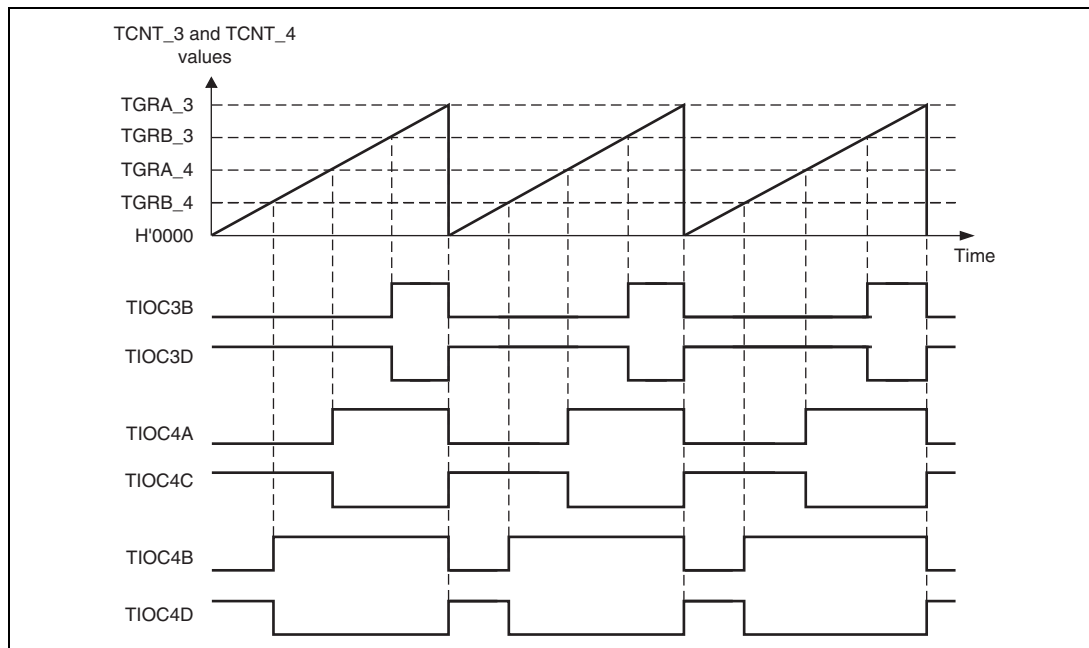 TCNT_3 and TCNT_4
values
TGRA_3
TGRB_3
TGRA_4
TGRB_4
H'0000
Time
TIOC3B
TIOC3D
TIOC4A
TIOC4C
TIOC4B
TIOC4D